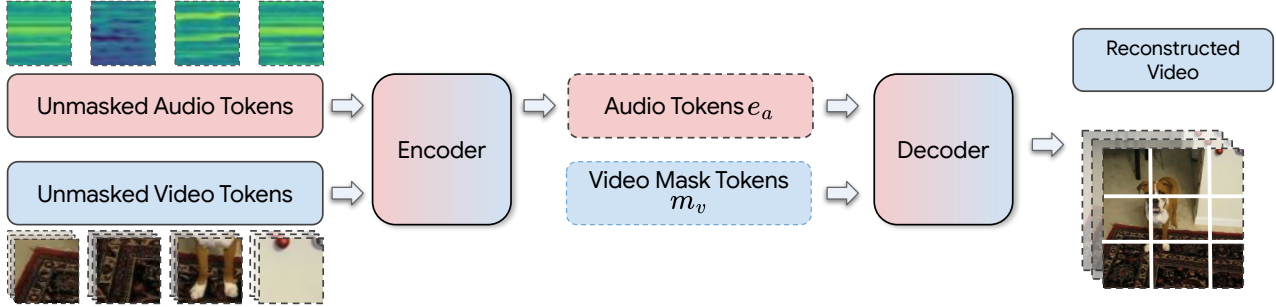 Unmasked Audio Tokens
Unmasked Video Tokens
Encoder
Audio Tokens e_a
Video Mask Tokens
m_v
Decoder
Reconstructed
Video